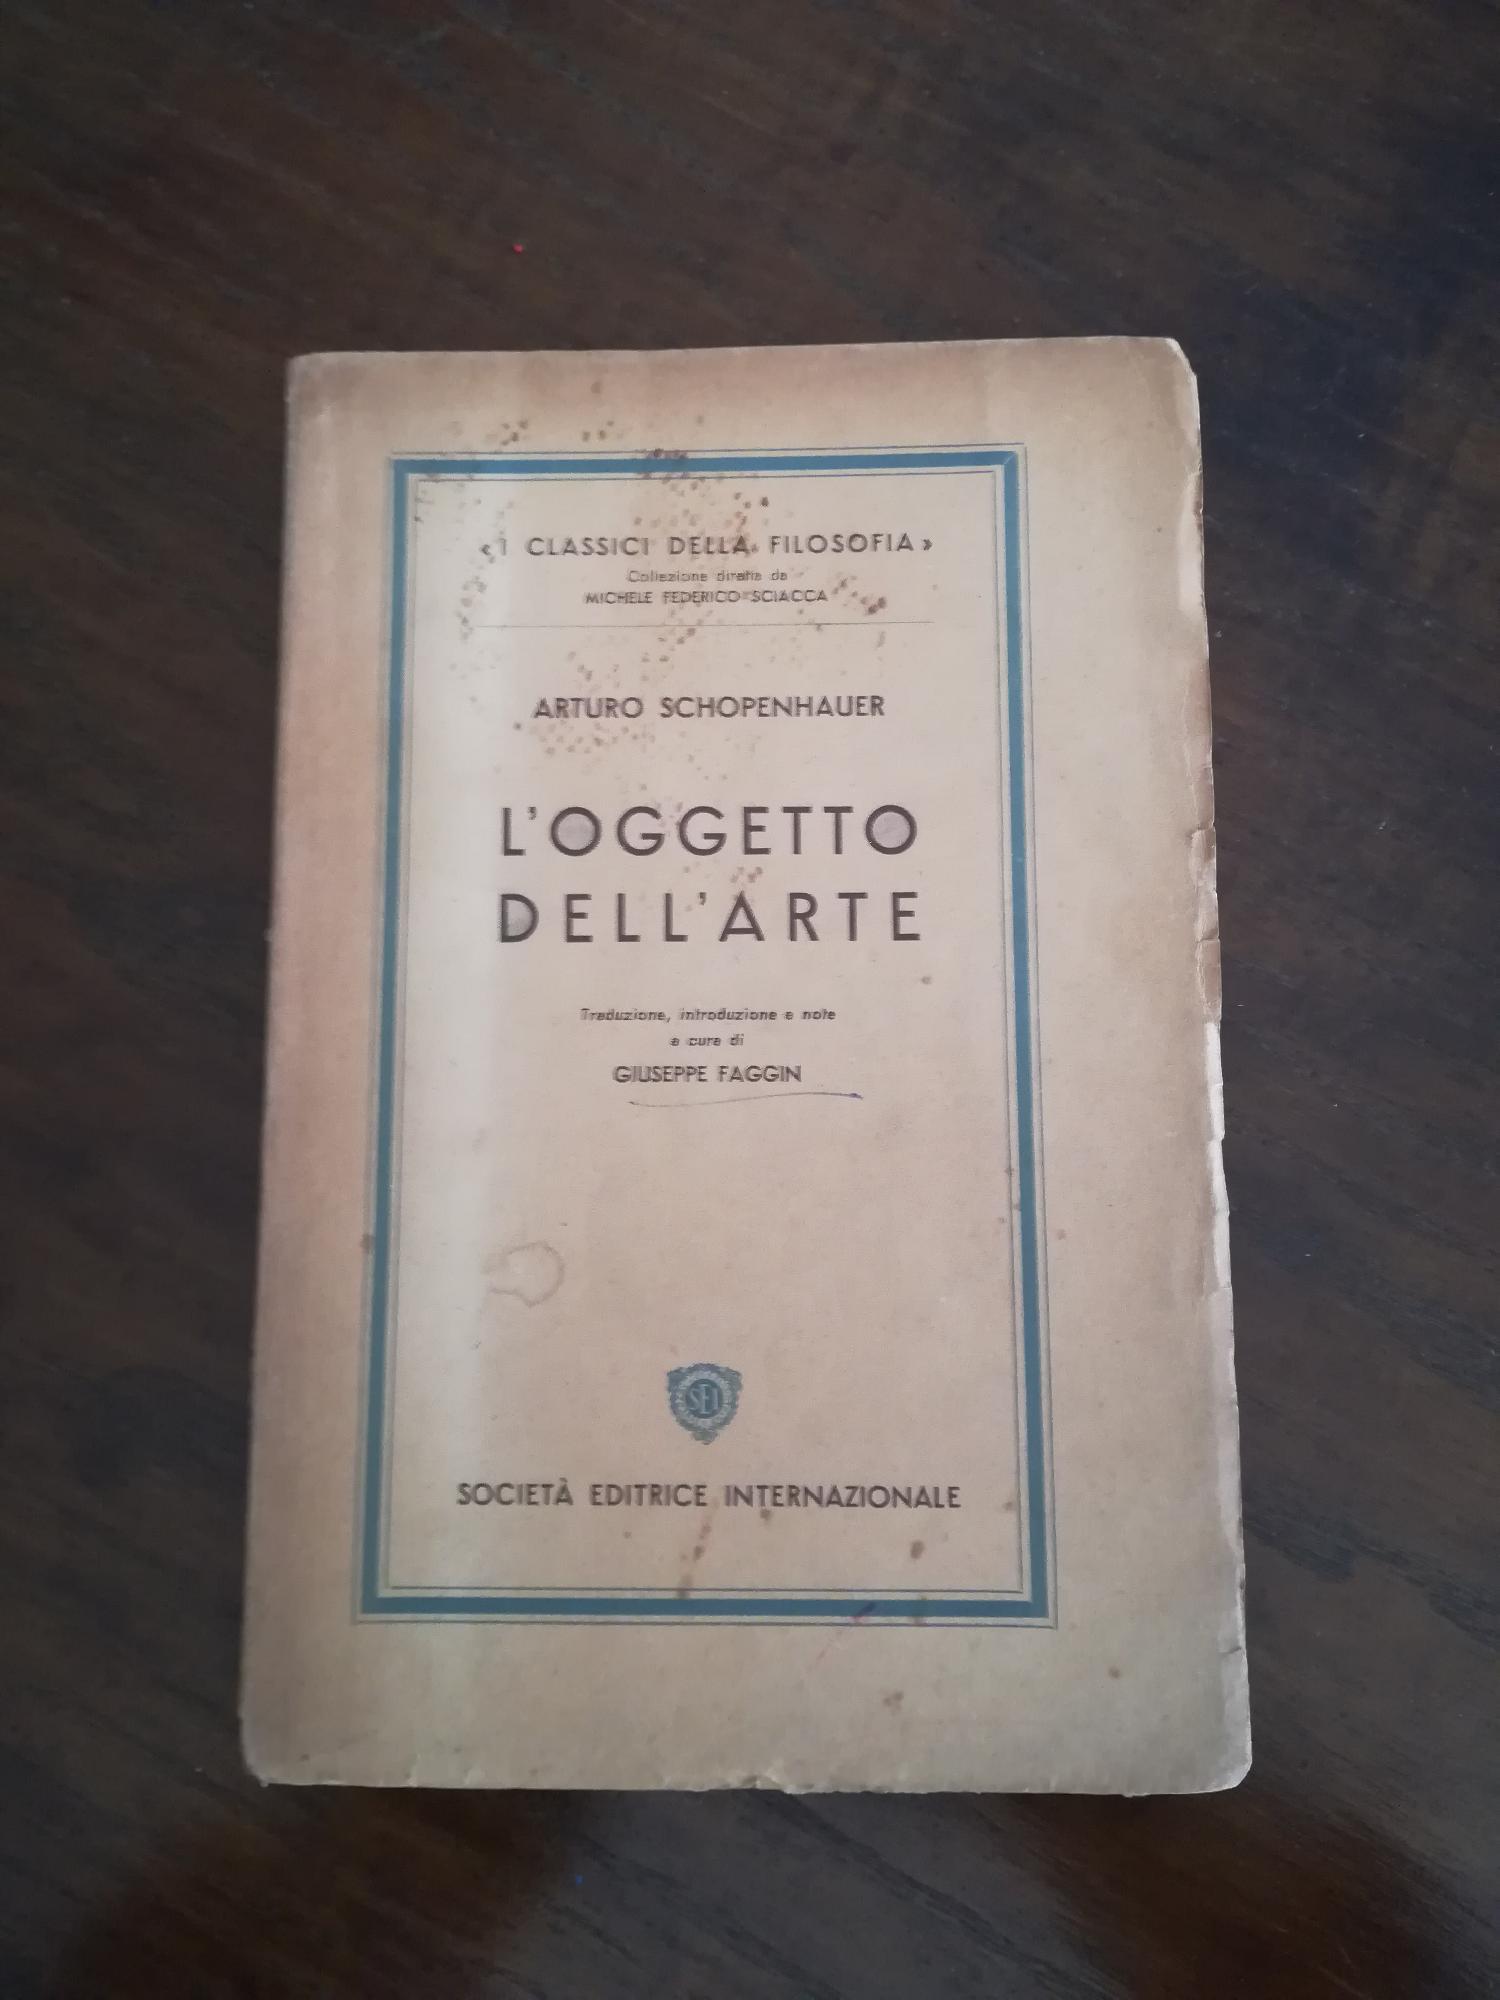 « I CLASSICI DELLA FILOSOFIA »
Collezione diretta da
MICHELE FEDERICO SCIACCA
ARTURO SCHOPENHAUER
L'OGGETTO
DELL'ARTE
Traduzione, introduzione e note
a cura di
GIUSEPPE FAGGIN
SEI
SOCIETÀ EDITRICE INTERNAZIONALE